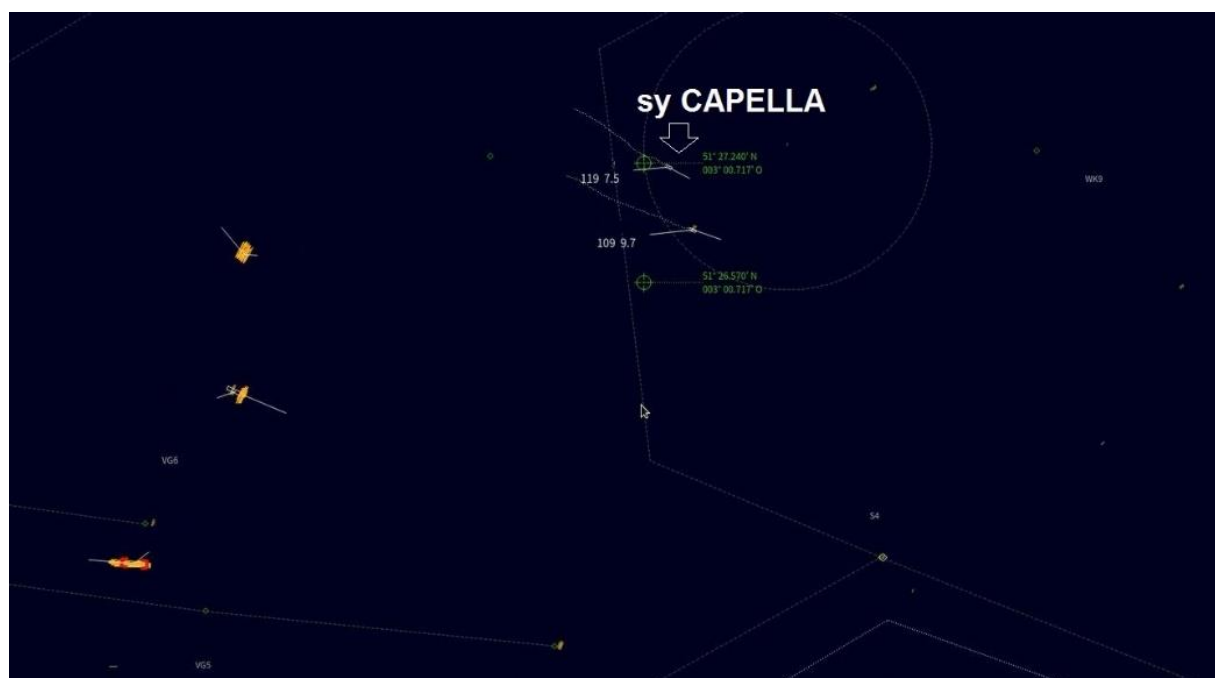 sy CAPELLA
51° 27.240' N
003° 00.717' O
119 7.5
WK9
109 9.7
51° 26.570' N
003° 00.717' O
VG6
S4
VG5